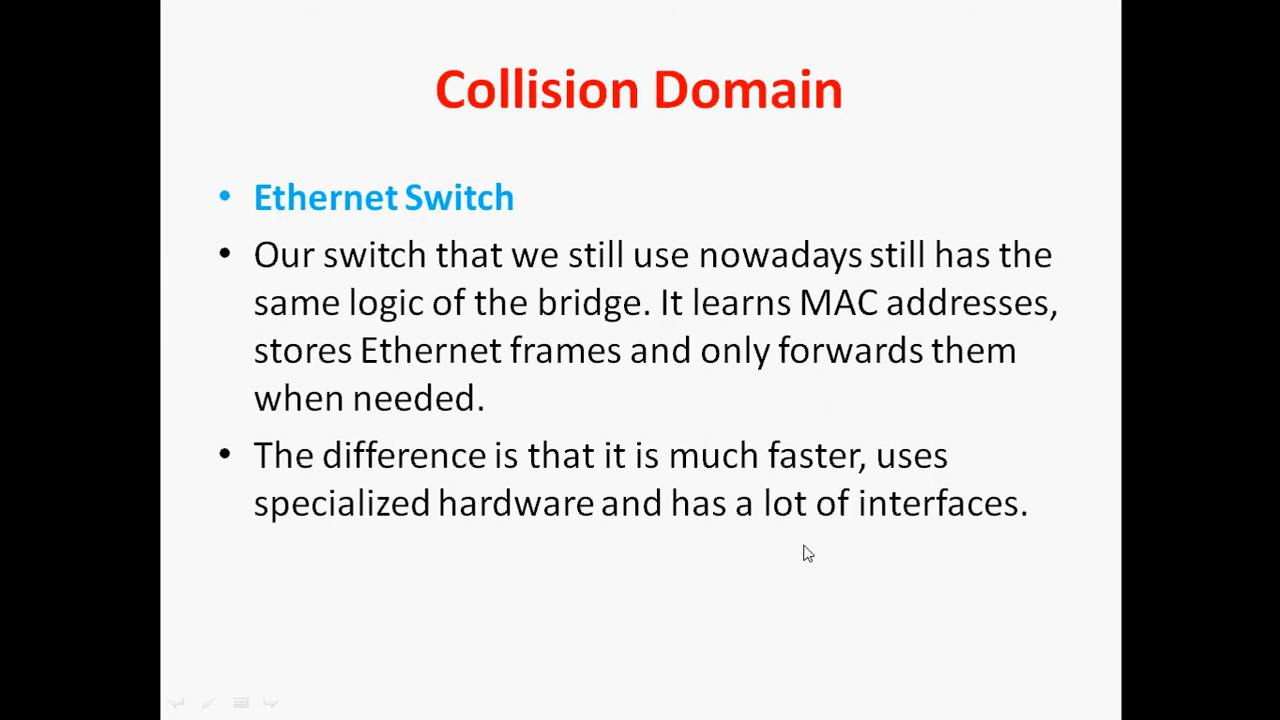 Collision Domain
• Ethernet Switch
• Our switch that we still use nowadays still has the
same logic of the bridge. It learns MAC addresses,
stores Ethernet frames and only forwards them
when needed.
• The difference is that it is much faster, uses
specialized hardware and has a lot of interfaces.